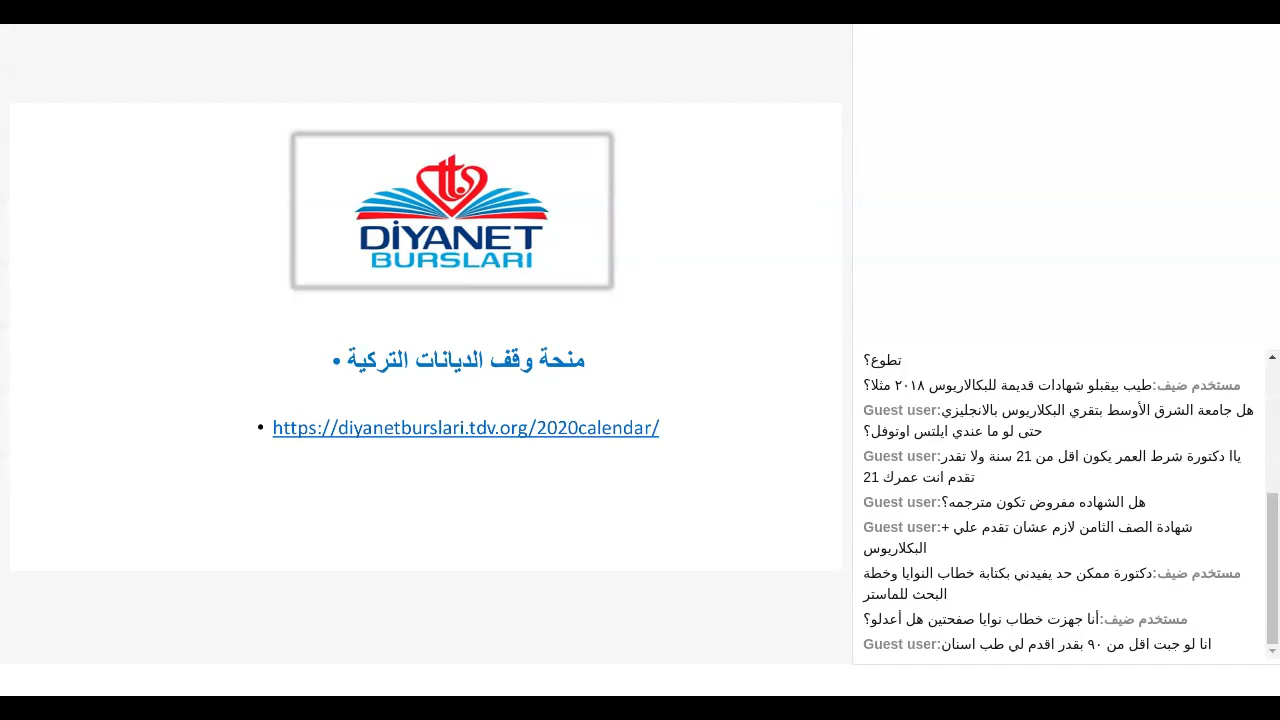 DİYANET
BURSLARI
• منحة وقف الديانات التركية
• https://diyanetburslari.tdv.org/2020calendar/
تطوع؟
مستخدم ضيف:طيب بيقبلو شهادات قديمة للبكالاريوس ٢٠١٨ مثلا؟
Guest user:هل جامعة الشرق الأوسط بتقري البكلاريوس بالانجليزي
حتى لو ما عندي ايلتس اوتوفل؟
Guest user:ياا دكتورة شرط العمر يكون اقل من 21 سنة ولا تقدر
تقدم انت عمرك 21
Guest user:هل الشهاده مفروض تكون مترجمه؟
Guest user:شهادة الصف الثامن لازم عشان تقدم علي +
البكلاريوس
مستخدم ضيف:دكتورة ممكن حد يفيدني بكتابة خطاب النوايا وخطة
البحث للماستر
مستخدم ضيف:أنا جهزت خطاب نوايا صفحتين هل أعدلو؟
Guest user:انا لو جبت اقل من ٩٠ بقدر اقدم لي طب اسنان